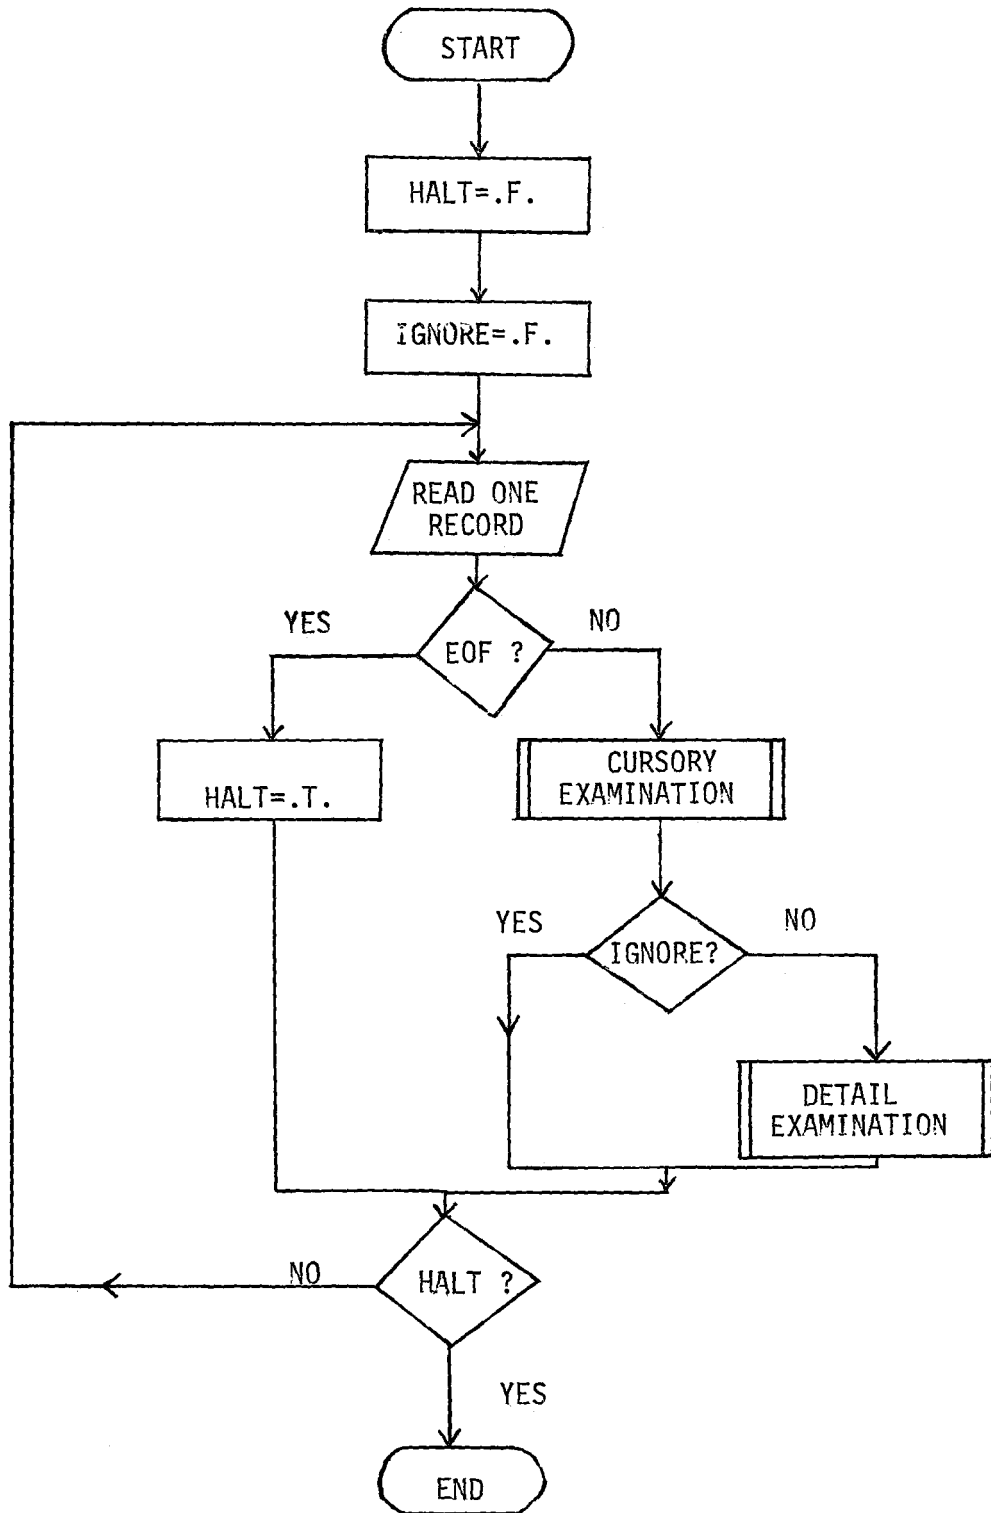 START
HALT=.F.
IGNORE=.F.
READ ONE
RECORD
YES
EOF ?
NO
HALT=.T.
CURSORY
EXAMINATION
YES
IGNORE?
NO
DETAIL
EXAMINATION
NO
HALT ?
YES
END